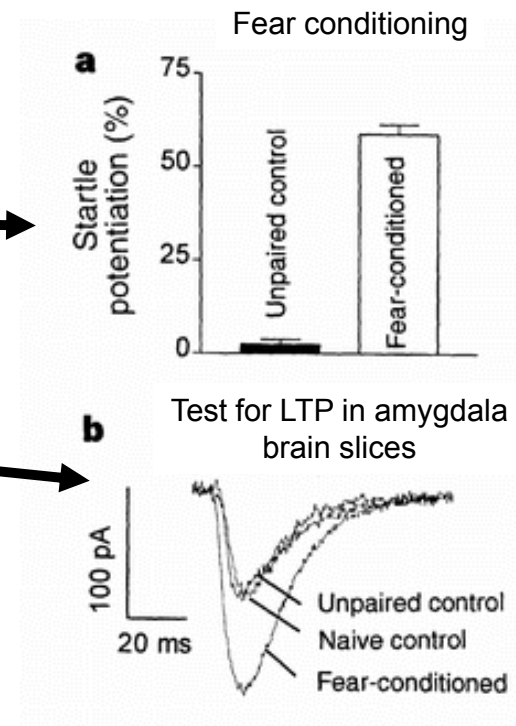 Fear conditioning
a
Startle
potentiation (%)
75
50
25
0
Unpaired control
Fear-conditioned
Test for LTP in amygdala
brain slices
b
100 pA
20 ms
Unpaired control
Naive control
Fear-conditioned